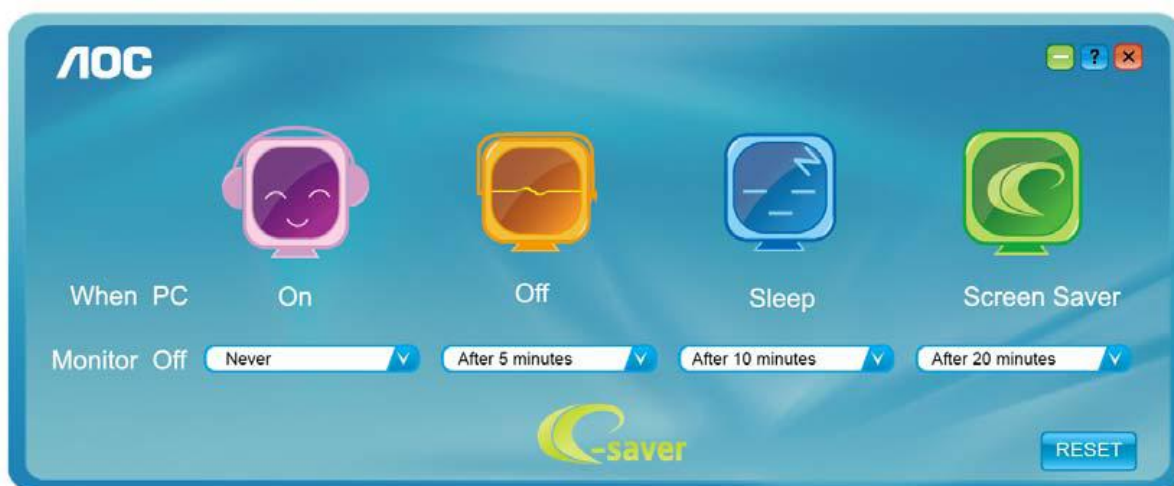 AOC
?
When PC On Off Sleep Screen Saver
Monitor Off Never After 5 minutes After 10 minutes After 20 minutes
e-saver
RESET